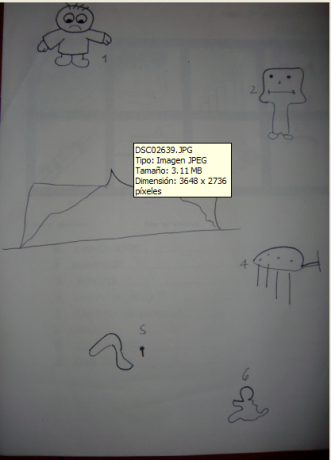 1
2
DSC02639.JPG
Tipo: Imagen JPEG
Tamaño: 3.11 MB
Dimensión: 3648 x 2736
píxeles
4
5
6